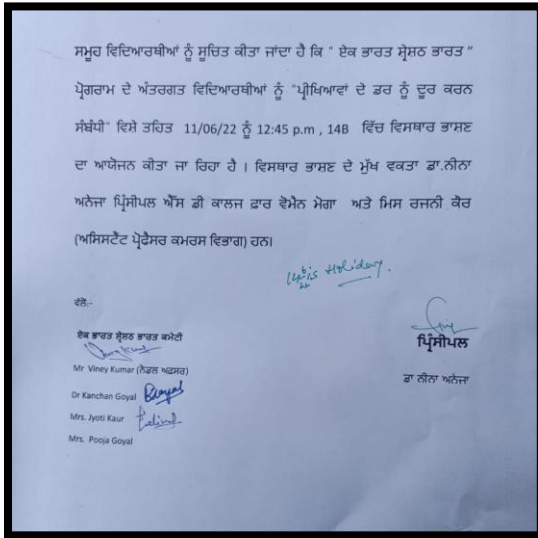 ਸਮੂਹ ਵਿਦਿਆਰਥੀਆਂ ਨੂੰ ਸੂਚਿਤ ਕੀਤਾ ਜਾਂਦਾ ਹੈ ਕਿ " ਏਕ ਭਾਰਤ ਸ੍ਰੇਸ਼ਠ ਭਾਰਤ "
ਪ੍ਰੋਗਰਾਮ ਦੇ ਅੰਤਰਗਤ ਵਿਦਿਆਰਥੀਆਂ ਨੂੰ "ਪ੍ਰੀਖਿਆਵਾਂ ਦੇ ਡਰ ਨੂੰ ਦੂਰ ਕਰਨ
ਸੰਬੰਧੀ" ਵਿਸ਼ੇ ਤਹਿਤ 11/06/22 ਨੂੰ 12:45 p.m , 14B ਵਿੱਚ ਵਿਸਥਾਰ ਭਾਸ਼ਣ
ਦਾ ਆਯੋਜਨ ਕੀਤਾ ਜਾ ਰਿਹਾ ਹੈ । ਵਿਸਥਾਰ ਭਾਸ਼ਣ ਦੇ ਮੁੱਖ ਵਕਤਾ ਡਾ.ਨੀਨਾ
ਅਨੇਜਾ ਪ੍ਰਿੰਸੀਪਲ ਐੱਸ ਡੀ ਕਾਲਜ ਫ਼ਾਰ ਵੋਮੈਨ ਮੋਗਾ ਅਤੇ ਮਿਸ ਰਜਨੀ ਕੌਰ
(ਅਸਿਸਟੈਂਟ ਪ੍ਰੋਫੈਸਰ ਕਮਰਸ ਵਿਭਾਗ) ਹਨ।
is Holiday.
ਵੱਲੋਂ:-
ਏਕ ਭਾਰਤ ਸ੍ਰੇਸ਼ਠ ਭਾਰਤ ਕਮੇਟੀ
Mr Viney Kumar (ਨੋਡਲ ਅਫ਼ਸਰ)
Dr Kanchan Goyal
Mrs. Jyoti Kaur
Mrs. Pooja Goyal
ਪ੍ਰਿੰਸੀਪਲ
ਡਾ ਨੀਨਾ ਅਨੇਜਾ